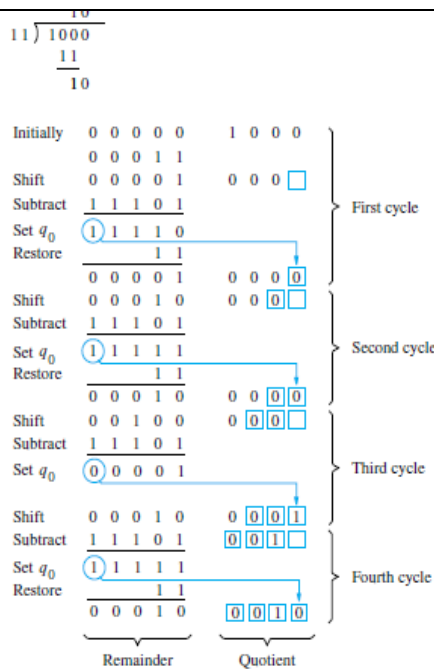 10
11 ) 1000
11
10
Initially 0 0 0 0 0 1 0 0 0
0 0 0 1 1
Shift 0 0 0 0 1 0 0 0
Subtract 1 1 1 0 1
Set q0 1 1 1 1 0
Restore 1 1
0 0 0 0 1 0 0 0 0
First cycle
Shift 0 0 0 1 0 0 0 0
Subtract 1 1 1 0 1
Set q0 1 1 1 1 1
Restore 1 1
0 0 0 1 0 0 0 0 0
Second cycle
Shift 0 0 1 0 0 0 0 0
Subtract 1 1 1 0 1
Set q0 0 0 0 0 1
Third cycle
Shift 0 0 0 1 0 0 0 0 1
Subtract 1 1 1 0 1 0 0 1
Set q0 1 1 1 1 1
Restore 1 1
0 0 0 1 0 0 0 1 0
Fourth cycle
Remainder Quotient